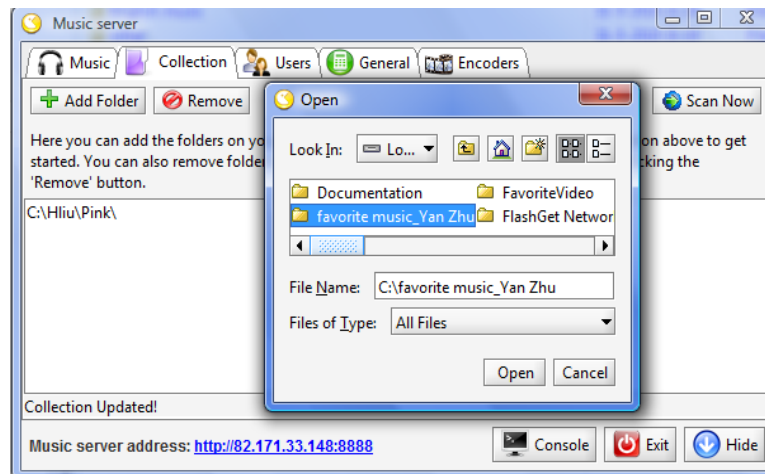 Music server
Music Collection Users General Encoders
Add Folder Remove Scan Now
Here you can add the folders on yo on above to get
started. You can also remove folde king the
'Remove' button.
C:\Hliu\Pink\
Open
Look In: Lo...
Documentation FavoriteVideo
favorite music_Yan Zhu FlashGet Networ
File Name: C:\favorite music_Yan Zhu
Files of Type: All Files
Open Cancel
Collection Updated!
Music server address: http://82.171.33.148:8888 Console Exit Hide